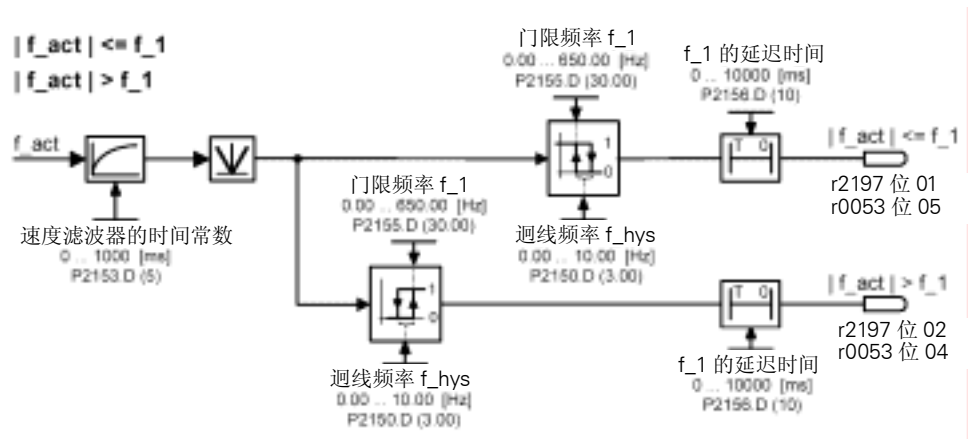 | f_act | <= f_1
| f_act | > f_1
f_act
速度滤波器的时间常数
0 .. 1000 [ms]
P2153.D (5)
门限频率 f_1
0.00 ... 650.00 [Hz]
P2155.D (30.00)
1
0
迥线频率 f_hys
0.00 .. 10.00 [Hz]
P2150.D (3.00)
f_1 的延迟时间
0 .. 10000 [ms]
P2156.D (10)
T 0
| f_act | <= f_1
r2197 位 01
r0053 位 05
门限频率 f_1
0.00 .. 650.00 [Hz]
P2155.D (30.00)
1
0
迥线频率 f_hys
0.00 .. 10.00 [Hz]
P2150.D (3.00)
T 0
f_1 的延迟时间
0 .. 10000 [ms]
P2156.D (10)
| f_act | > f_1
r2197 位 02
r0053 位 04